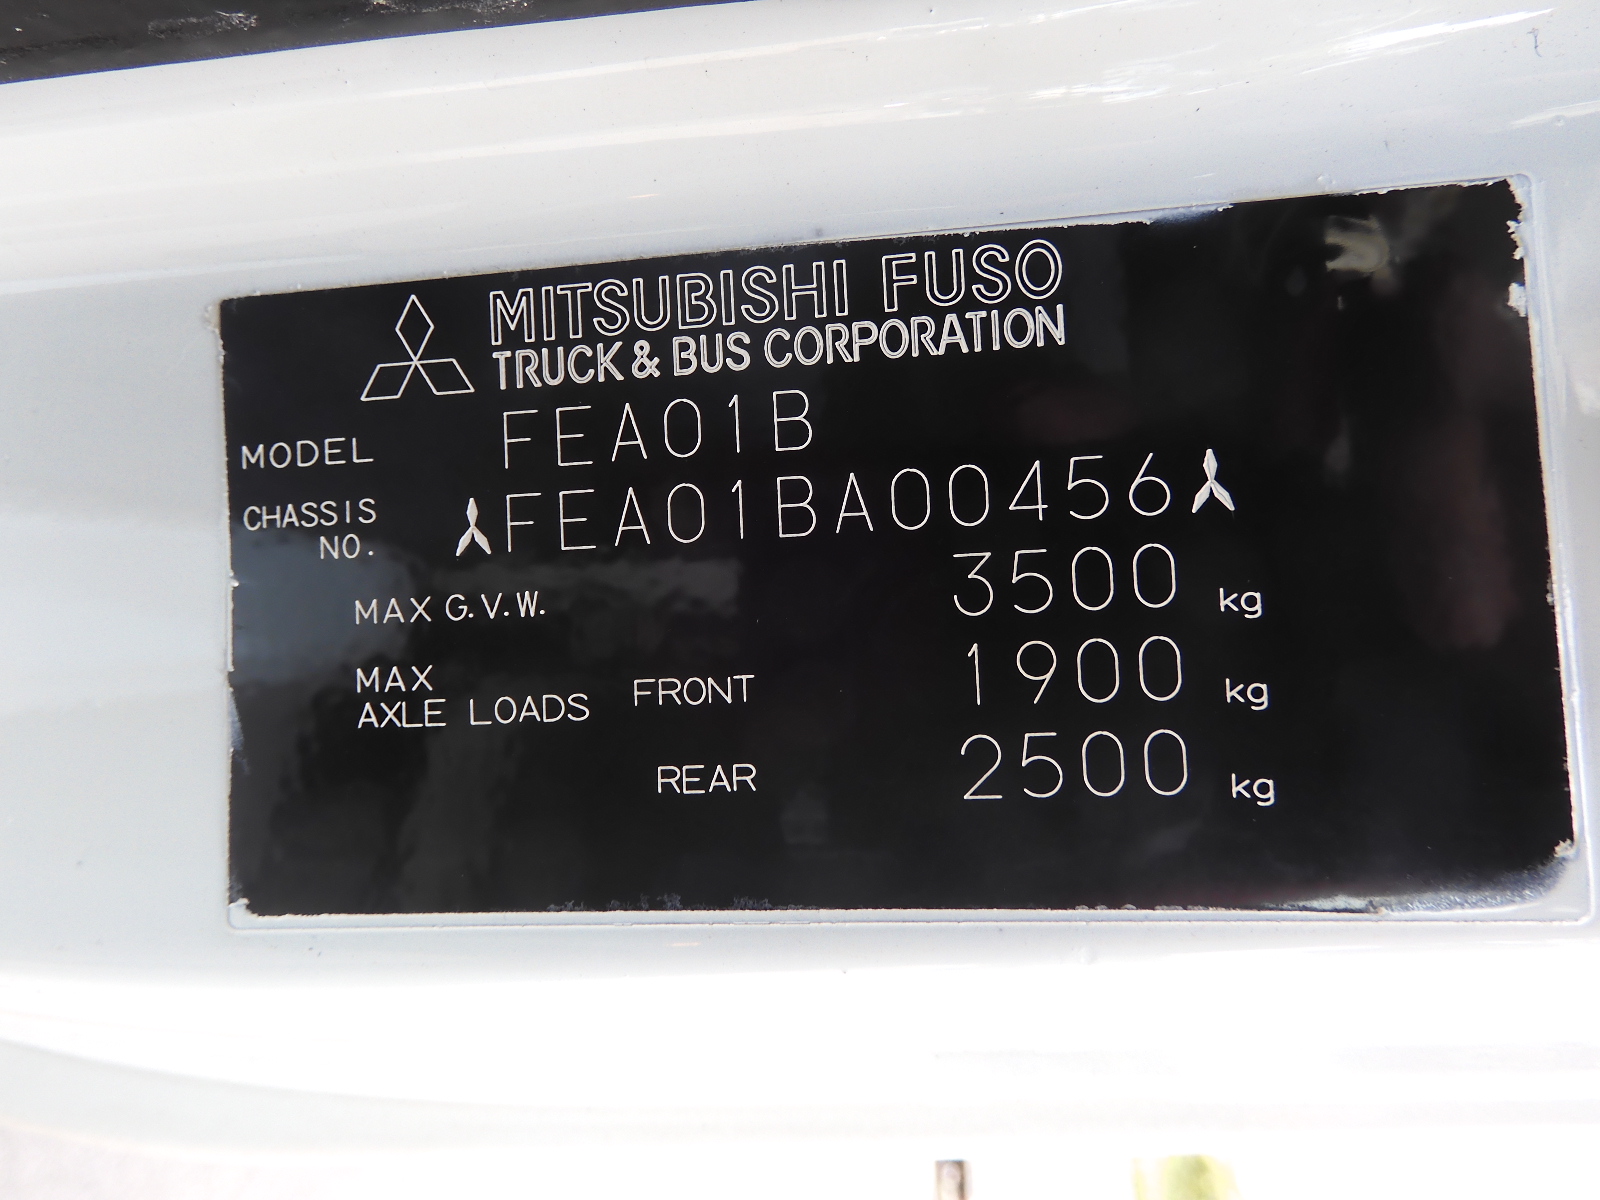 MITSUBISHI FUSO
TRUCK & BUS CORPORATION
MODEL FEA01B
CHASSIS NO. FEA01BA00456
MAX G.V.W. 3500 kg
MAX AXLE LOADS FRONT 1900 kg
REAR 2500 kg